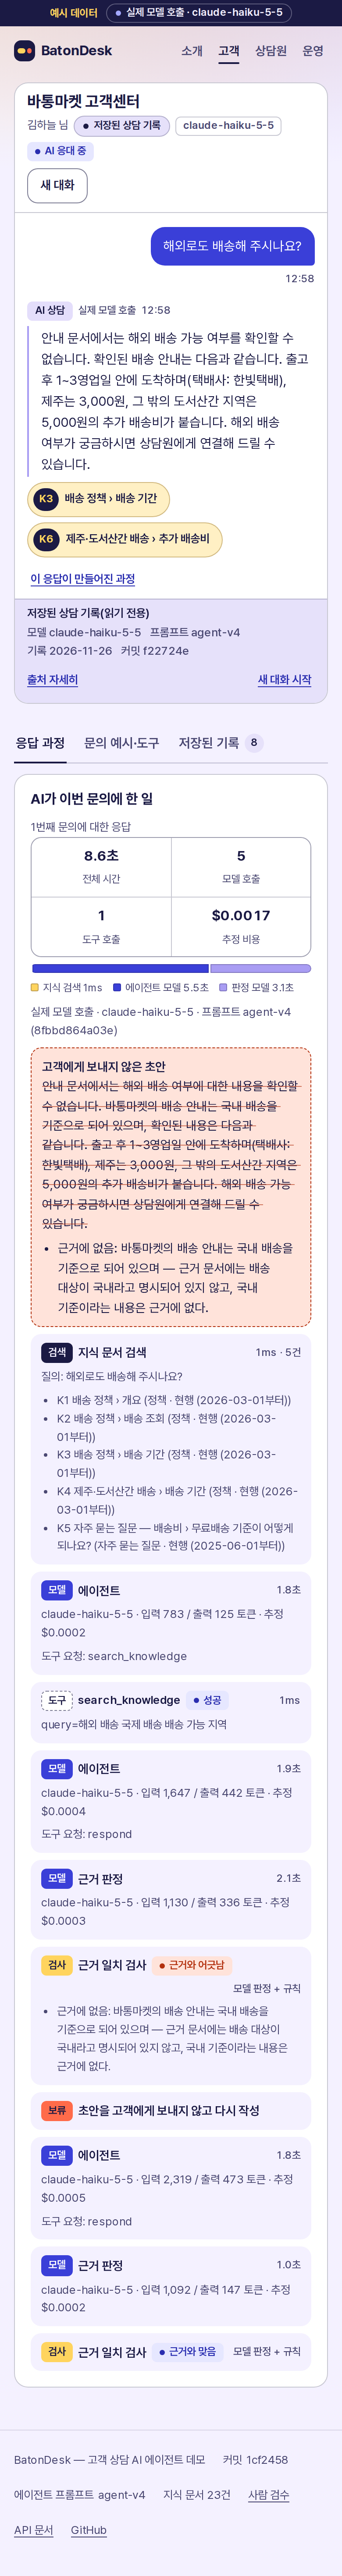 예시 데이터 실제 모델 호출 · claude-haiku-5-5
BatonDesk 소개 고객 상담원 운영
바통마켓 고객센터
김하늘 님 저장된 상담 기록 claude-haiku-5-5
AI 응대 중
새 대화
해외로도 배송해 주시나요?
12:58
AI 상담 실제 모델 호출 12:58
안내 문서에서는 해외 배송 가능 여부를 확인할 수
없습니다. 확인된 배송 안내는 다음과 같습니다. 출고
후 1~3영업일 안에 도착하며(택배사: 한빛택배),
제주는 3,000원, 그 밖의 도서산간 지역은
5,000원의 추가 배송비가 붙습니다. 해외 배송
여부가 궁금하시면 상담원에게 연결해 드릴 수
있습니다.
K3 배송 정책 › 배송 기간
K6 제주·도서산간 배송 › 추가 배송비
이 응답이 만들어진 과정
저장된 상담 기록(읽기 전용)
모델 claude-haiku-5-5 프롬프트 agent-v4
기록 2026-11-26 커밋 f22724e
출처 자세히 새 대화 시작
응답 과정 문의 예시·도구 저장된 기록 8
AI가 이번 문의에 한 일
1번째 문의에 대한 응답
8.6초 5
전체 시간 모델 호출
1 $0.0017
도구 호출 추정 비용
지식 검색 1ms 에이전트 모델 5.5초 판정 모델 3.1초
실제 모델 호출 · claude-haiku-5-5 · 프롬프트 agent-v4
(8fbbd864a03e)
고객에게 보내지 않은 초안
안내 문서에서는 해외 배송 여부에 대한 내용을 확인할
수 없습니다. 바통마켓의 배송 안내는 국내 배송을
기준으로 되어 있으며, 확인된 내용은 다음과
같습니다. 출고 후 1~3영업일 안에 도착하며(택배사:
한빛택배), 제주는 3,000원, 그 밖의 도서산간 지역은
5,000원의 추가 배송비가 붙습니다. 해외 배송 가능
여부가 궁금하시면 상담원에게 연결해 드릴 수
있습니다.
• 근거에 없음: 바통마켓의 배송 안내는 국내 배송을
기준으로 되어 있으며 — 근거 문서에는 배송
대상이 국내라고 명시되어 있지 않고, 국내
기준이라는 내용은 근거에 없다.
검색 지식 문서 검색 1ms · 5건
질의: 해외로도 배송해 주시나요?
• K1 배송 정책 › 개요 (정책 · 현행 (2026-03-01부터))
• K2 배송 정책 › 배송 조회 (정책 · 현행 (2026-03-
01부터))
• K3 배송 정책 › 배송 기간 (정책 · 현행 (2026-03-
01부터))
• K4 제주·도서산간 배송 › 배송 기간 (정책 · 현행 (2026-
03-01부터))
• K5 자주 묻는 질문 — 배송비 › 무료배송 기준이 어떻게
되나요? (자주 묻는 질문 · 현행 (2025-06-01부터))
모델 에이전트 1.8초
claude-haiku-5-5 · 입력 783 / 출력 125 토큰 · 추정
$0.0002
도구 요청: search_knowledge
도구 search_knowledge 성공 1ms
query=해외 배송 국제 배송 배송 가능 지역
모델 에이전트 1.9초
claude-haiku-5-5 · 입력 1,647 / 출력 442 토큰 · 추정
$0.0004
도구 요청: respond
모델 근거 판정 2.1초
claude-haiku-5-5 · 입력 1,130 / 출력 336 토큰 · 추정
$0.0003
검사 근거 일치 검사 근거와 어긋남
모델 판정 + 규칙
• 근거에 없음: 바통마켓의 배송 안내는 국내 배송을
기준으로 되어 있으며 — 근거 문서에는 배송 대상이
국내라고 명시되어 있지 않고, 국내 기준이라는 내용은
근거에 없다.
보류 초안을 고객에게 보내지 않고 다시 작성
모델 에이전트 1.8초
claude-haiku-5-5 · 입력 2,319 / 출력 473 토큰 · 추정
$0.0005
도구 요청: respond
모델 근거 판정 1.0초
claude-haiku-5-5 · 입력 1,092 / 출력 147 토큰 · 추정
$0.0002
검사 근거 일치 검사 근거와 맞음 모델 판정 + 규칙
BatonDesk — 고객 상담 AI 에이전트 데모 커밋 1cf2458
에이전트 프롬프트 agent-v4 지식 문서 23건 사람 검수
API 문서 GitHub